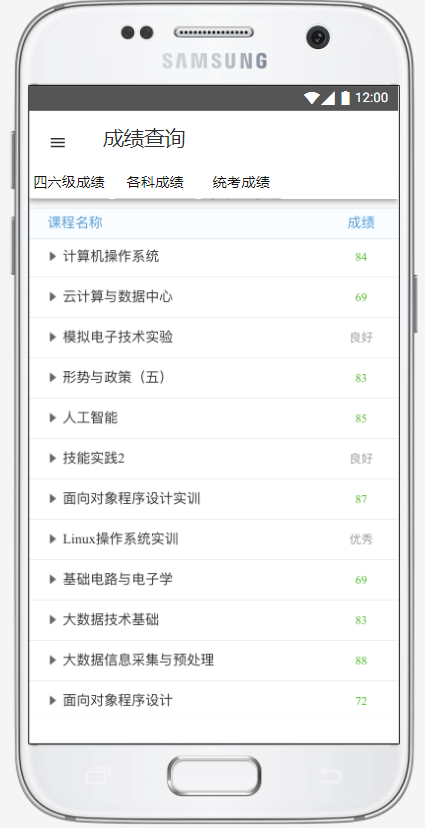 SAMSUNG
12:00
成绩查询
四六级成绩 各科成绩 统考成绩
课程名称 成绩
计算机操作系统 84
云计算与数据中心 69
模拟电子技术实验 良好
形势与政策（五） 83
人工智能 85
技能实践2 良好
面向对象程序设计实训 87
Linux操作系统实训 优秀
基础电路与电子学 69
大数据技术基础 83
大数据信息采集与预处理 88
面向对象程序设计 72